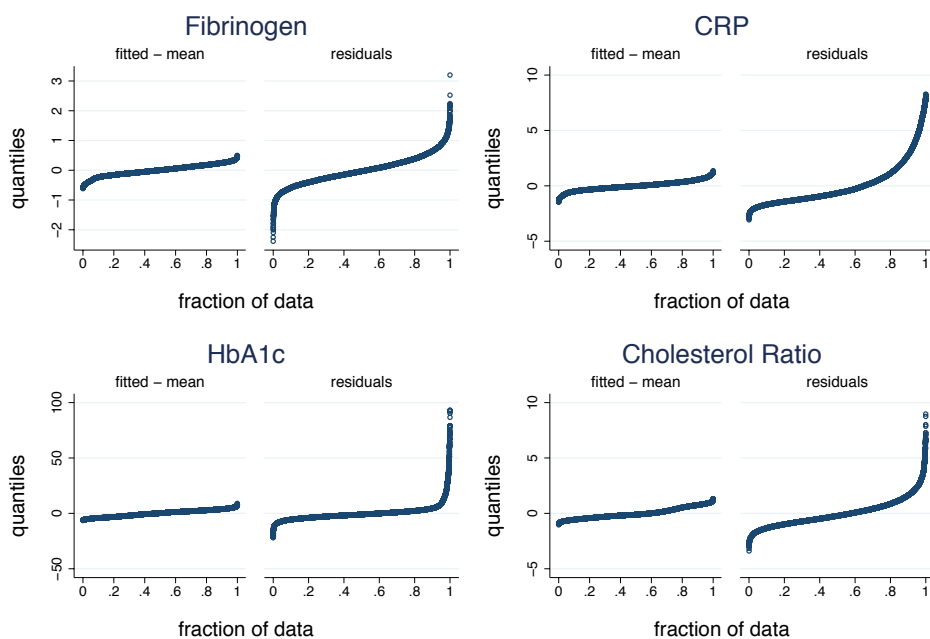 Fibrinogen
fitted – mean
residuals
quantiles
3
2
1
0
−1
−2
0 .2 .4 .6 .8 1
0 .2 .4 .6 .8 1
fraction of data
CRP
fitted – mean
residuals
quantiles
10
5
0
−5
0 .2 .4 .6 .8 1
0 .2 .4 .6 .8 1
fraction of data
HbA1c
fitted – mean
residuals
quantiles
100
50
0
−50
0 .2 .4 .6 .8 1
0 .2 .4 .6 .8 1
fraction of data
Cholesterol Ratio
fitted – mean
residuals
quantiles
10
5
0
−5
0 .2 .4 .6 .8 1
0 .2 .4 .6 .8 1
fraction of data